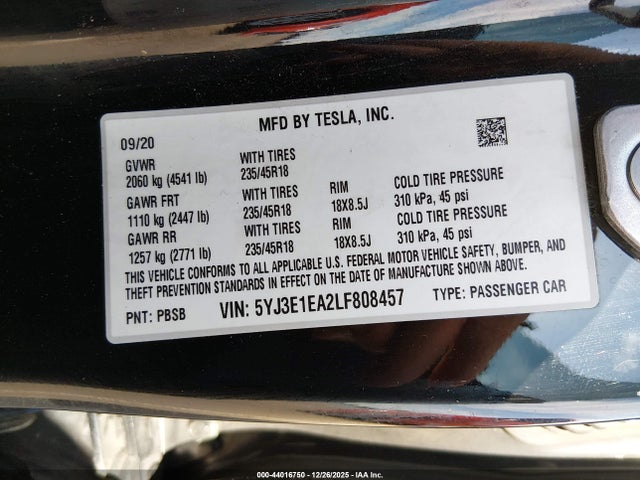 MFD BY TESLA, INC.
09/20
GVWR WITH TIRES
2060 kg (4541 lb) 235/45R18
GAWR FRT WITH TIRES RIM COLD TIRE PRESSURE
1110 kg (2447 lb) 235/45R18 18X8.5J 310 kPa, 45 psi
GAWR RR WITH TIRES RIM COLD TIRE PRESSURE
1257 kg (2771 lb) 235/45R18 18X8.5J 310 kPa, 45 psi
THIS VEHICLE CONFORMS TO ALL APPLICABLE U.S. FEDERAL MOTOR VEHICLE SAFETY, BUMPER, AND
THEFT PREVENTION STANDARDS IN EFFECT ON THE DATE OF MANUFACTURE SHOWN ABOVE.
PNT: PBSB VIN: 5YJ3E1EA2LF808457 TYPE: PASSENGER CAR
000-44016750 - 12/26/2025 - IAAI, Inc.